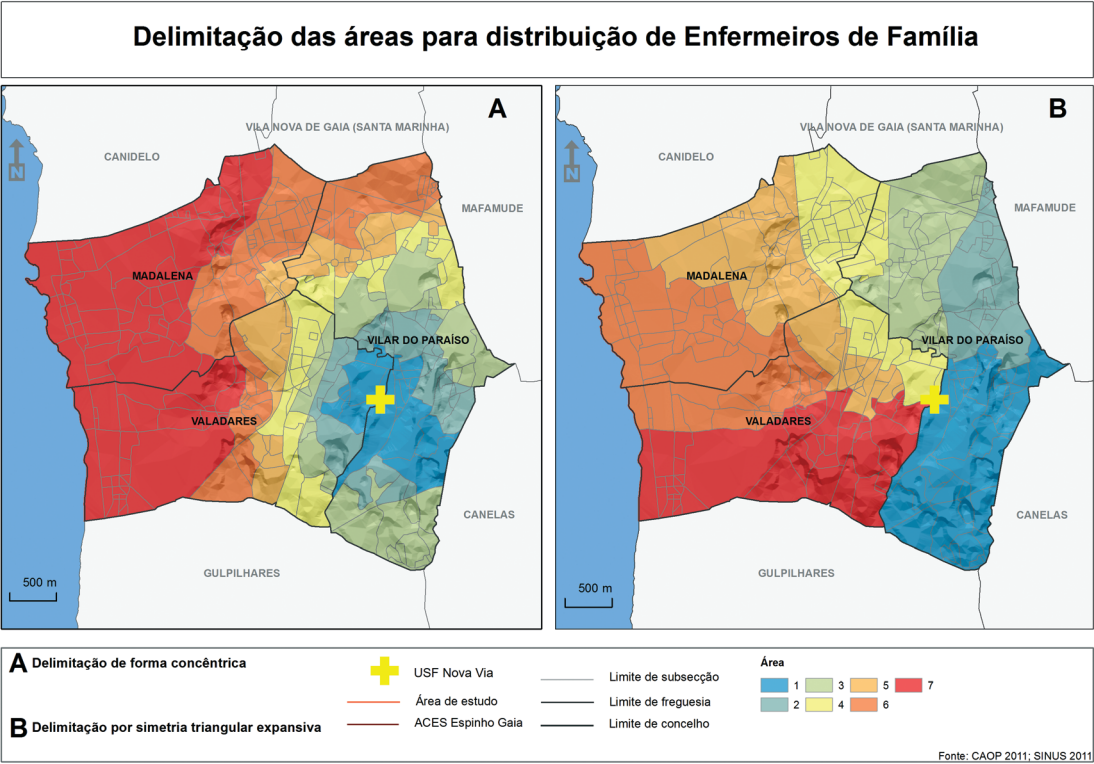 Delimitação das áreas para distribuição de Enfermeiros de Família
A
VILA NOVA DE GAIA (SANTA MARINHA)
CANIDELO
N
MAFAMUDE
MADALENA
VILAR DO PARAÍSO
VALADARES
CANELAS
GULPILHARES
500 m
B
VILA NOVA DE GAIA (SANTA MARINHA)
CANIDELO
N
MAFAMUDE
MADALENA
VILAR DO PARAÍSO
VALADARES
CANELAS
GULPILHARES
500 m
A Delimitação de forma concêntrica
B Delimitação por simetria triangular expansiva
USF Nova Via
Área de estudo
ACES Espinho Gaia
Limite de subsecção
Limite de freguesia
Limite de concelho
Área
1 3 5 7
2 4 6
Fonte: CAOP 2011; SINUS 2011